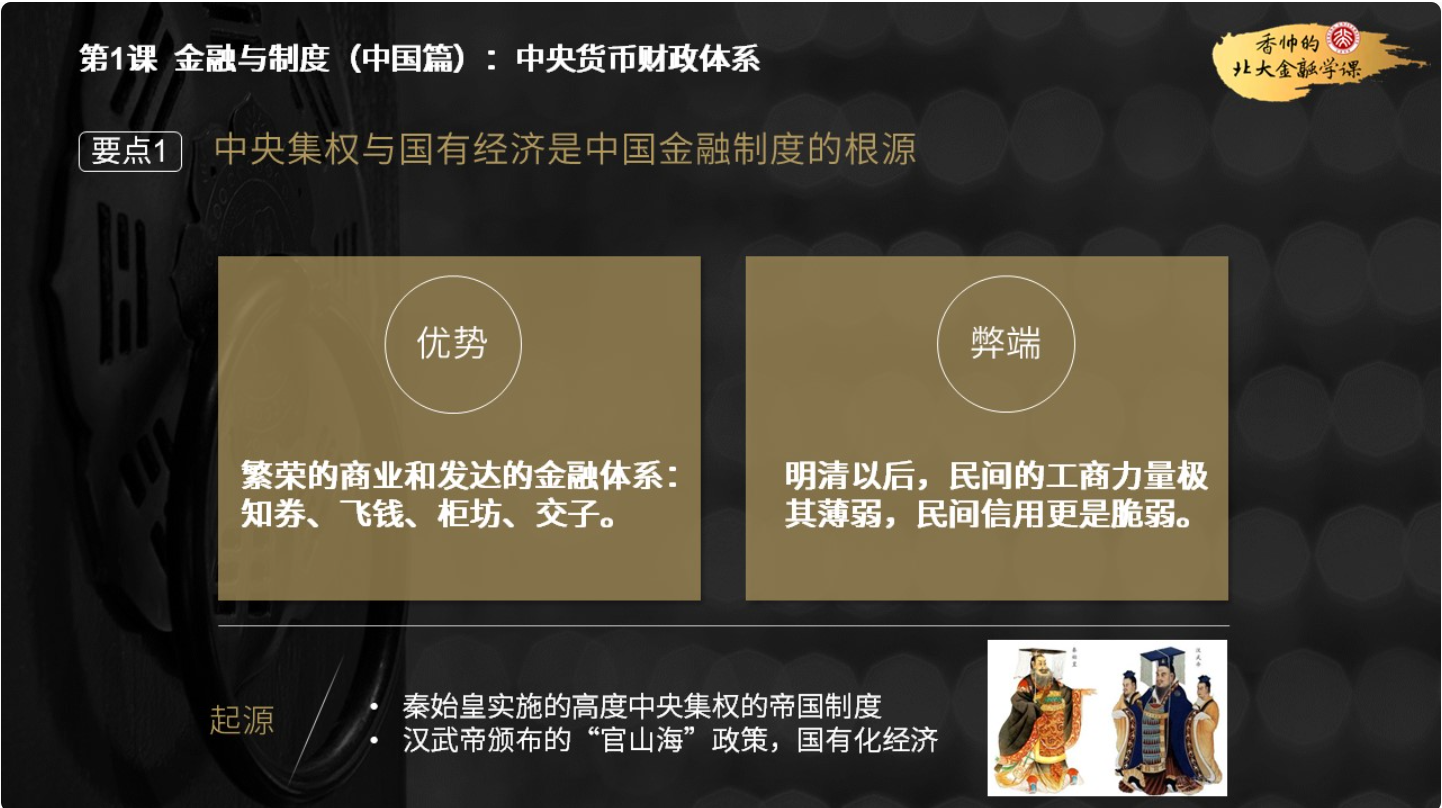 第1课 金融与制度（中国篇）：中央货币财政体系
香帅的
北大金融学课
要点1
中央集权与国有经济是中国金融制度的根源
优势
繁荣的商业和发达的金融体系：
知券、飞钱、柜坊、交子。
弊端
明清以后，民间的工商力量极
其薄弱，民间信用更是脆弱。
起源
• 秦始皇实施的高度中央集权的帝国制度
• 汉武帝颁布的“官山海”政策，国有化经济
秦始皇
汉武帝